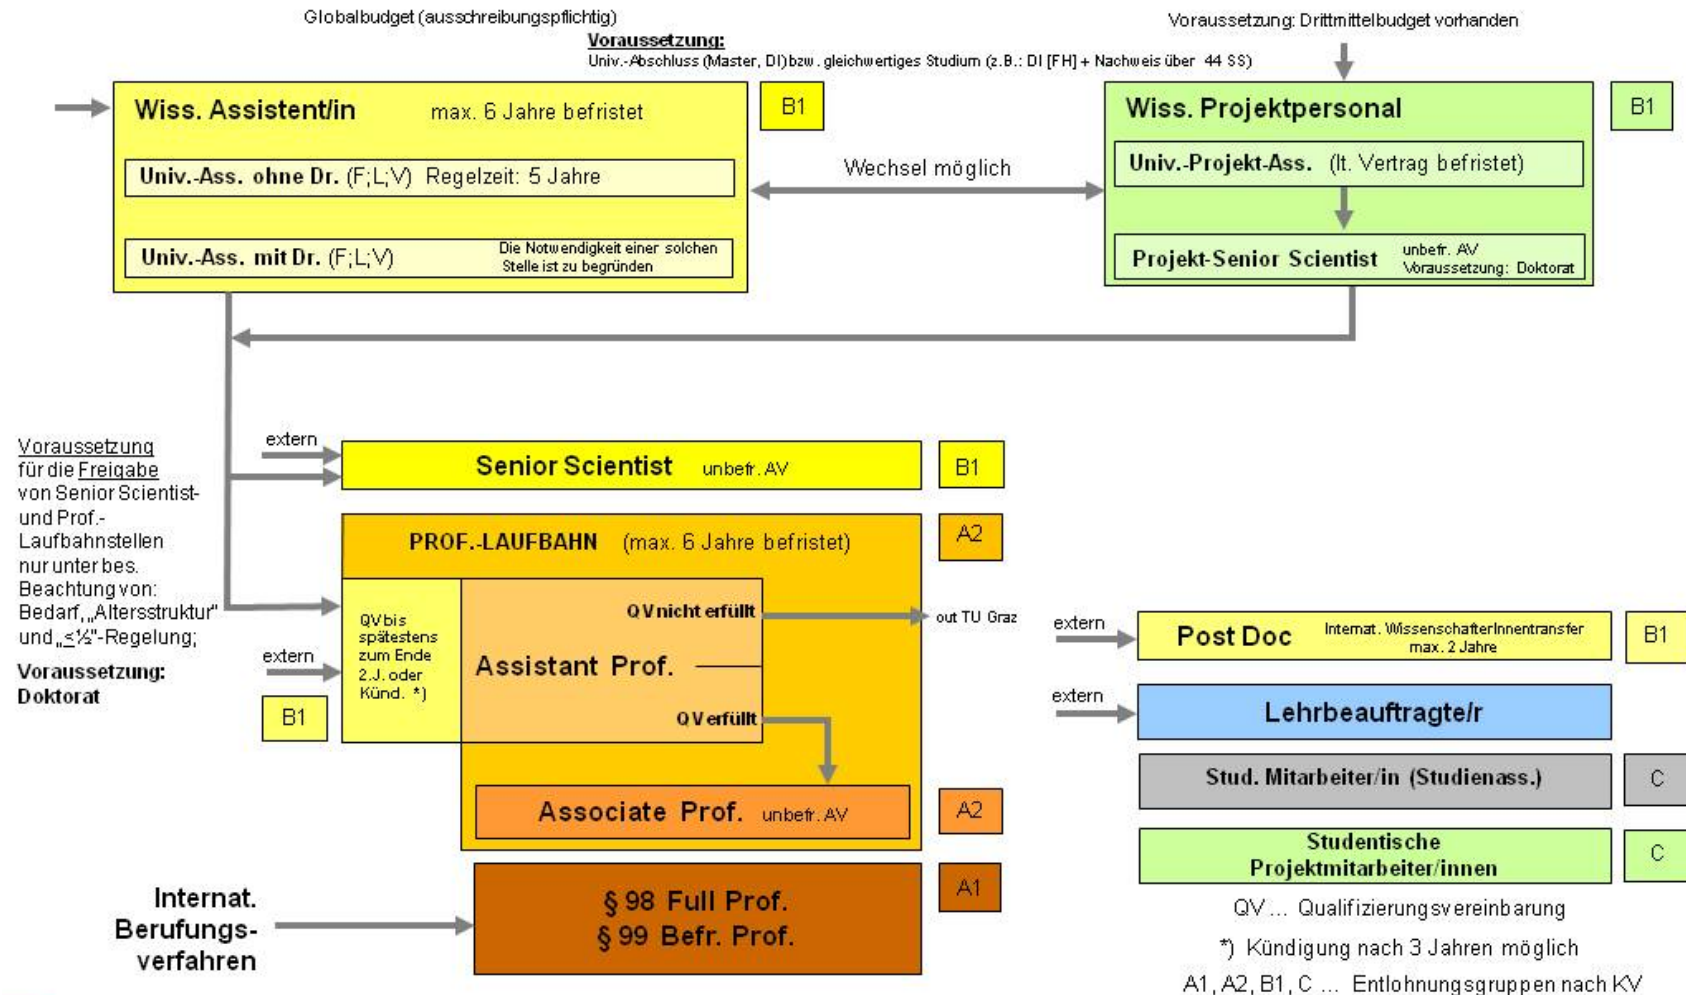 Globalbudget (ausschreibungspflichtig)
Voraussetzung: Drittmittelbudget vorhanden
Voraussetzung:
Univ.-Abschluss (Master, DI) bzw. gleichwertiges Studium (z.B.: DI [FH] + Nachweis über 44 SS)
Wiss. Assistent/in max. 6 Jahre befristet
B1
Univ.-Ass. ohne Dr. (F;L;V) Regelzeit: 5 Jahre
Univ.-Ass. mit Dr. (F;L;V)
Die Notwendigkeit einer solchen
Stelle ist zu begründen
Wechsel möglich
Wiss. Projektpersonal
B1
Univ.-Projekt-Ass. (lt. Vertrag befristet)
Projekt-Senior Scientist
unbefr. AV
Voraussetzung: Doktorat
Voraussetzung
für die Freigabe
von Senior Scientist-
und Prof.-
Laufbahnstellen
nur unter bes.
Beachtung von:
Bedarf, „Altersstruktur"
und „≤½"-Regelung;
Voraussetzung:
Doktorat
extern
Senior Scientist unbefr. AV
B1
PROF.-LAUFBAHN (max. 6 Jahre befristet)
A2
extern
B1
QV bis
spätestens
zum Ende
2.J. oder
Künd. *)
QV nicht erfüllt
Assistant Prof.
QV erfüllt
out TU Graz
Associate Prof. unbefr. AV
A2
Internat.
Berufungs-
verfahren
§ 98 Full Prof.
§ 99 Befr. Prof.
A1
extern
Post Doc
Internat. WissenschafterInnentransfer
max. 2 Jahre
B1
extern
Lehrbeauftragte/r
Stud. Mitarbeiter/in (Studienass.)
C
Studentische
Projektmitarbeiter/innen
C
QV ... Qualifizierungsvereinbarung
*) Kündigung nach 3 Jahren möglich
A1, A2, B1, C ... Entlohnungsgruppen nach KV